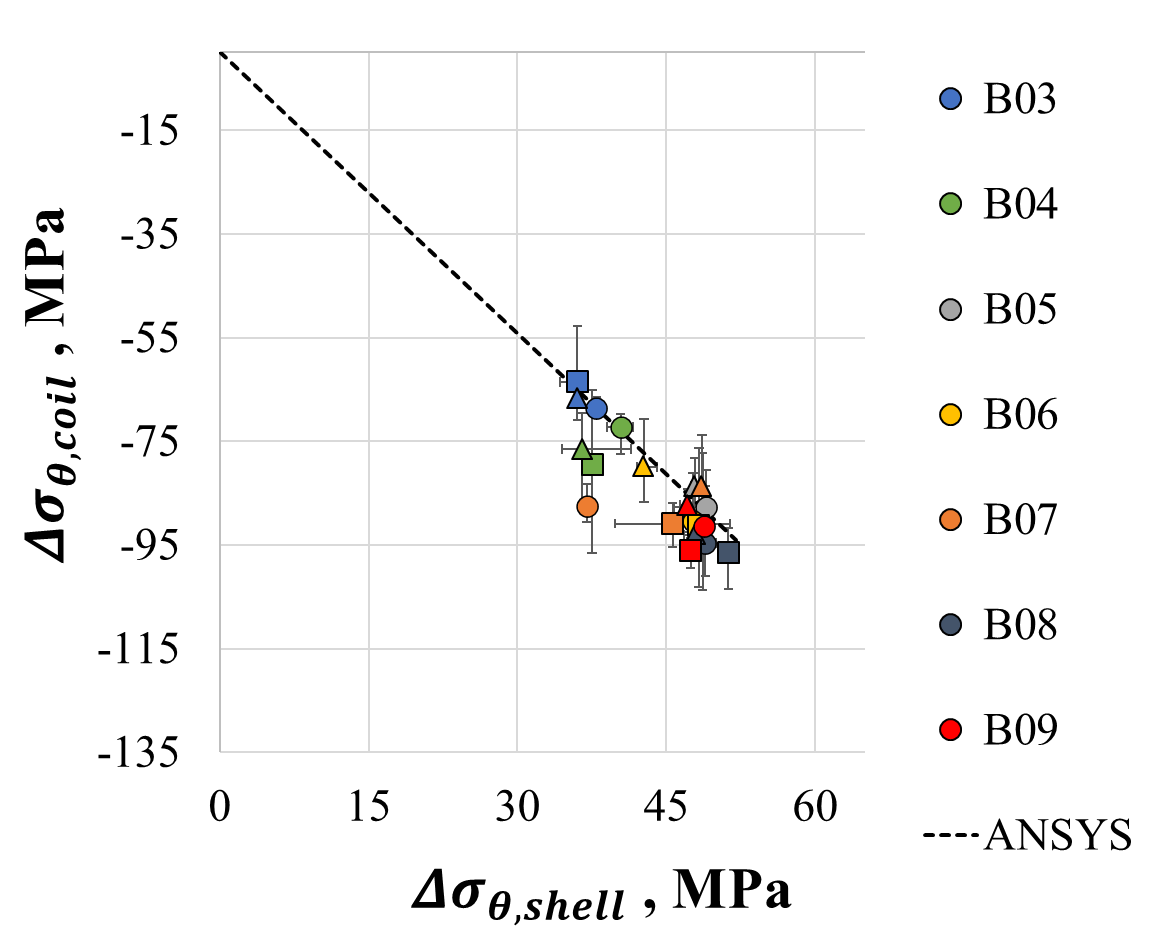 -15
-35
-55
-75
-95
-115
-135
Δσθ,coil , MPa
0 15 30 45 60
Δσθ,shell , MPa
B03
B04
B05
B06
B07
B08
B09
ANSYS